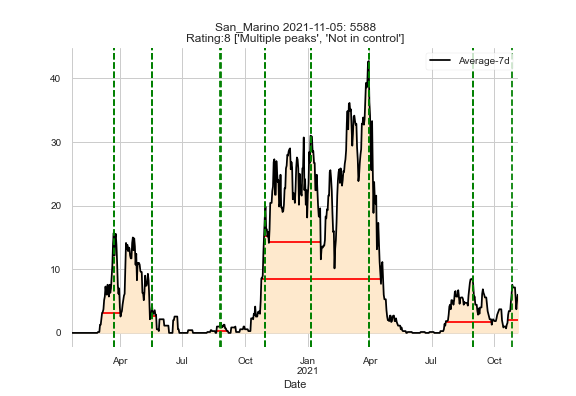 San_Marino 2021-11-05: 5588
Rating:8 ['Multiple peaks', 'Not in control']
Average-7d
40
30
20
10
0
Apr Jul Oct Jan Apr Jul Oct
2021
Date